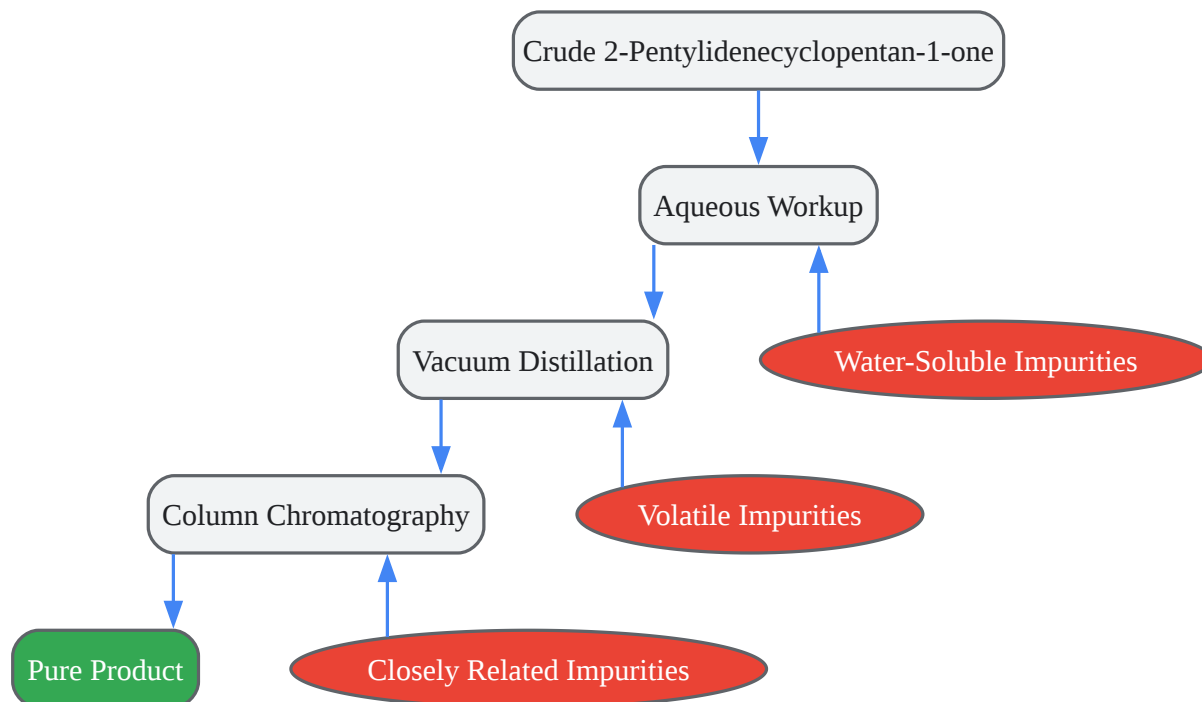 Crude 2-Pentylidenecyclopentan-1-one
Aqueous Workup
Vacuum Distillation
Water-Soluble Impurities
Column Chromatography
Volatile Impurities
Pure Product
Closely Related Impurities